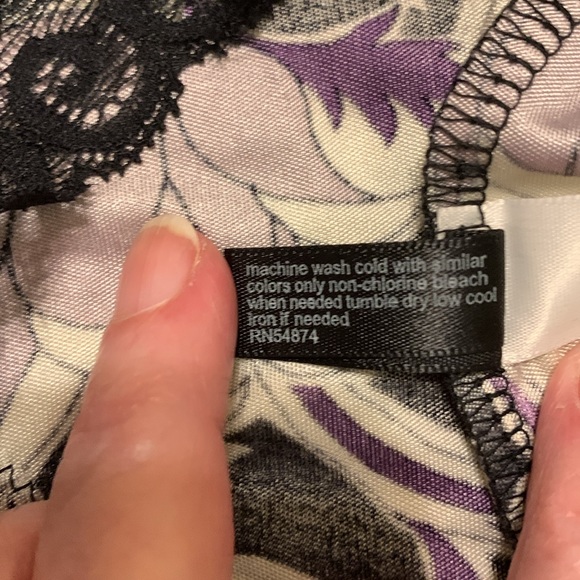 machine wash cold with similar
colors only non-chlorine bleach
when needed tumble dry low cool
iron if needed
RN54874